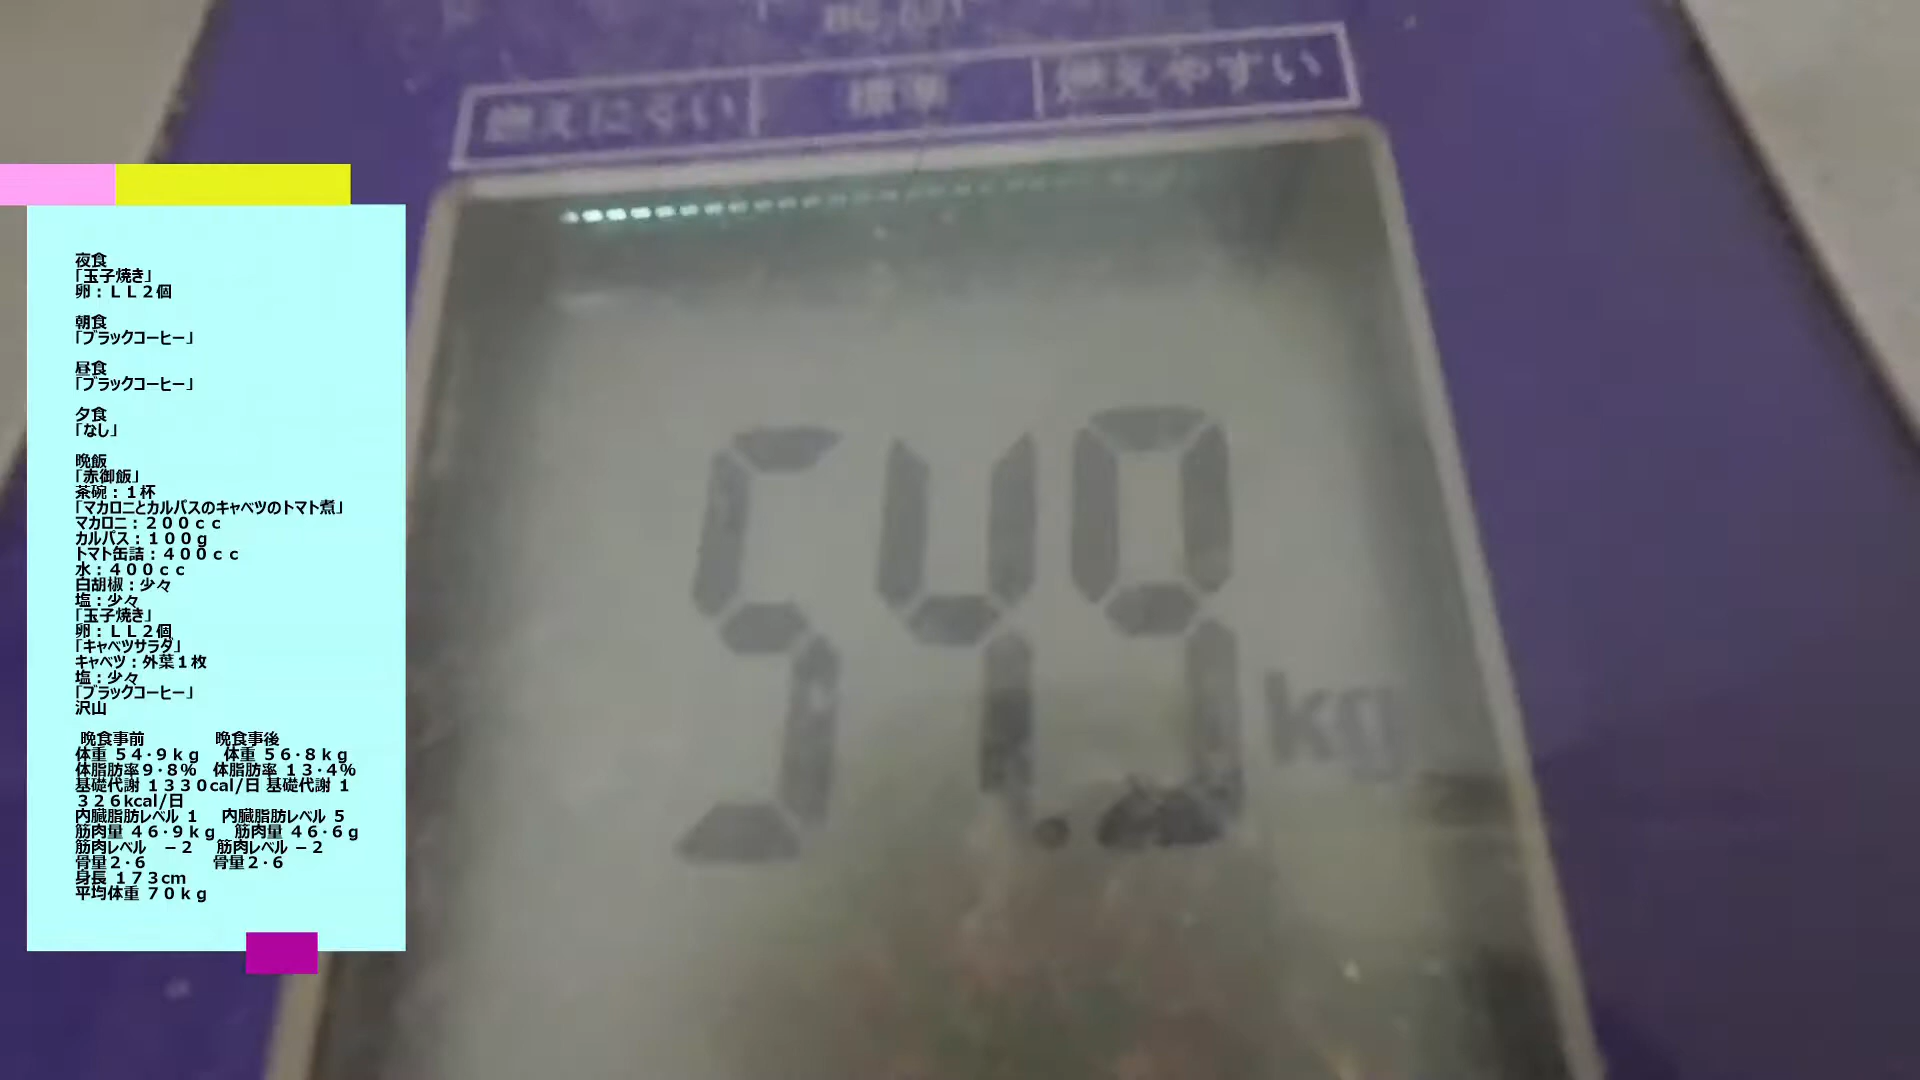 燃えにくい 標準 燃えやすい
54.9 kg
夜食
「玉子焼き」
卵：ＬＬ２個
朝食
「ブラックコーヒー」
昼食
「ブラックコーヒー」
夕食
「なし」
晩飯
「赤御飯」
茶碗：１杯
「マカロニとカルパスのキャベツのトマト煮」
マカロニ：２００ｃｃ
カルパス：１００ｇ
トマト缶詰：４００ｃｃ
水：４００ｃｃ
白胡椒：少々
塩：少々
「玉子焼き」
卵：ＬＬ２個
「キャベツサラダ」
キャベツ：外葉１枚
塩：少々
「ブラックコーヒー」
沢山
晩食事前 晩食事後
体重 ５４・９ｋｇ 体重 ５６・８ｋｇ
体脂肪率９・８％ 体脂肪率 １３・４％
基礎代謝 １３３０cal/日 基礎代謝 １
３２６kcal/日
内臓脂肪レベル １ 内臓脂肪レベル ５
筋肉量 ４６・９ｋｇ 筋肉量 ４６・６ｇ
筋肉レベル －２ 筋肉レベル －２
骨量２・６ 骨量２・６
身長 １７３cm
平均体重 ７０ｋｇ